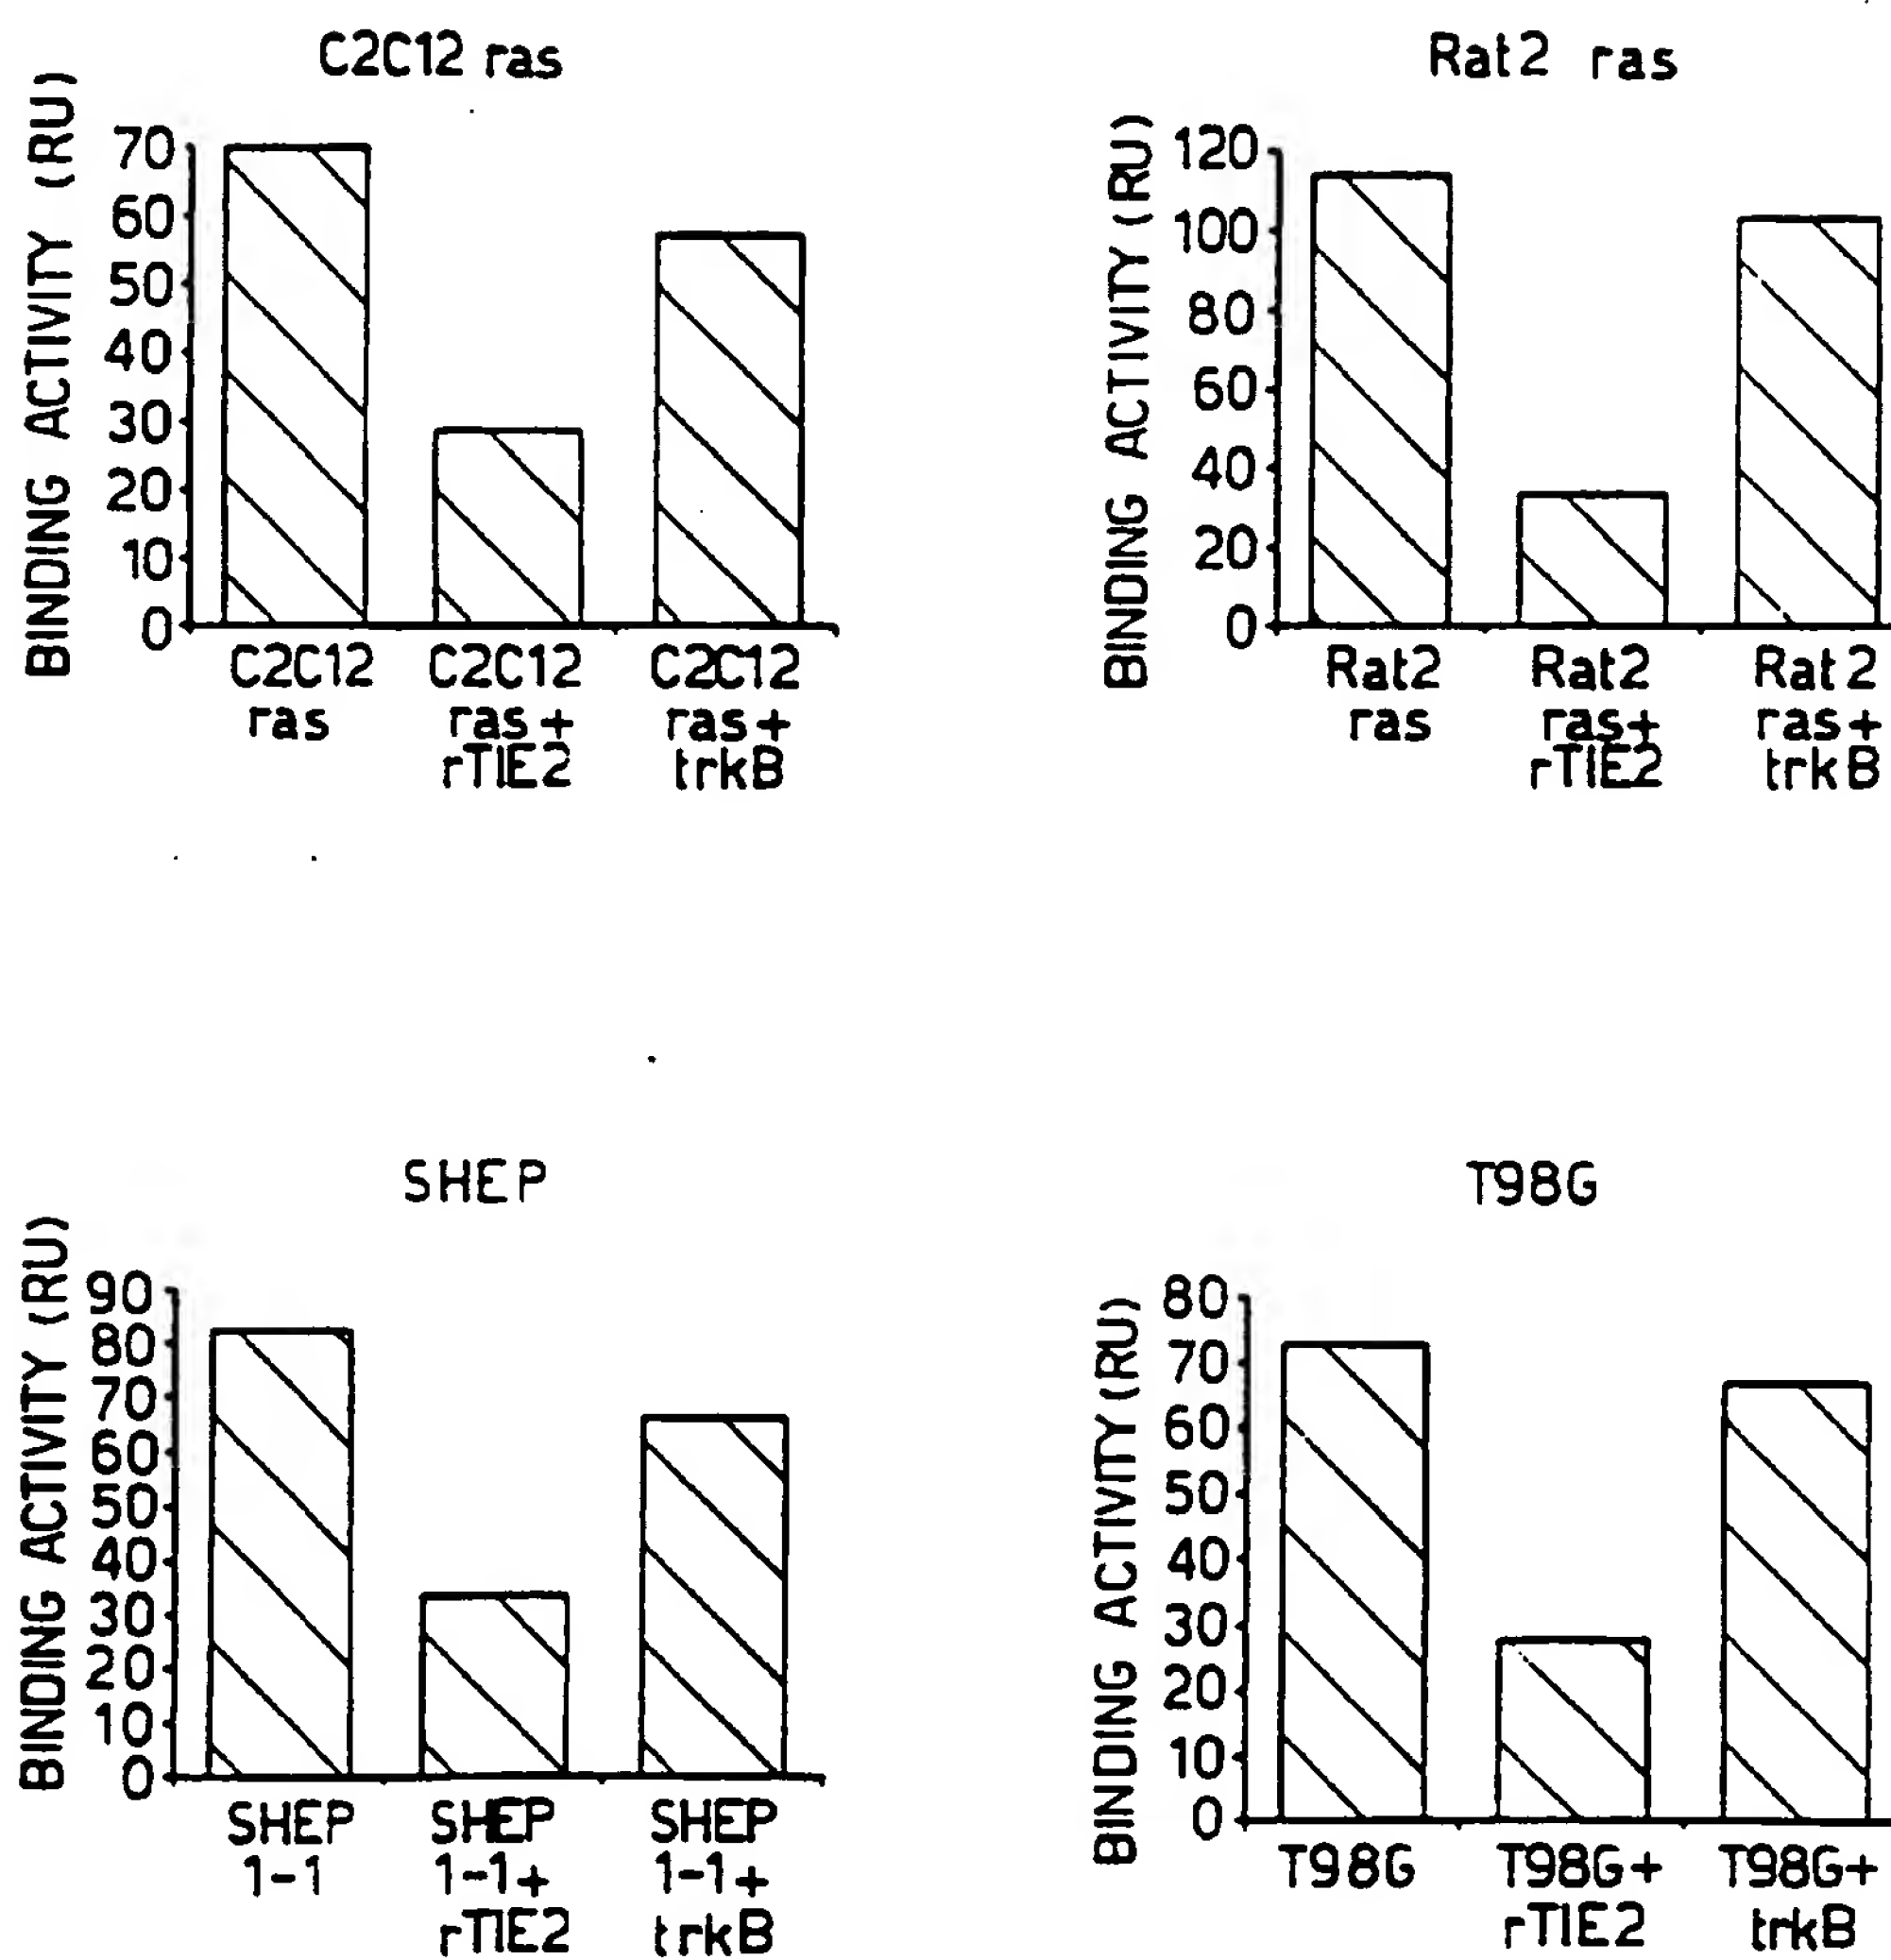 C2C12 ras
BINDING ACTIVITY (RU)
70
60
50
40
30
20
10
0
C2C12 C2C12 C2C12
ras ras+ ras+
rTIE2 trkB
Rat2 ras
BINDING ACTIVITY (RU)
120
100
80
60
40
20
0
Rat2 Rat2 Rat2
ras ras+ ras+
rTIE2 trkB
SHEP
BINDING ACTIVITY (RU)
90
80
70
60
50
40
30
20
10
0
SHEP SHEP SHEP
1-1 1-1+ 1-1+
rTIE2 trkB
T98G
BINDING ACTIVITY (RU)
80
70
60
50
40
30
20
10
0
T98G T98G+ T98G+
rTIE2 trkB